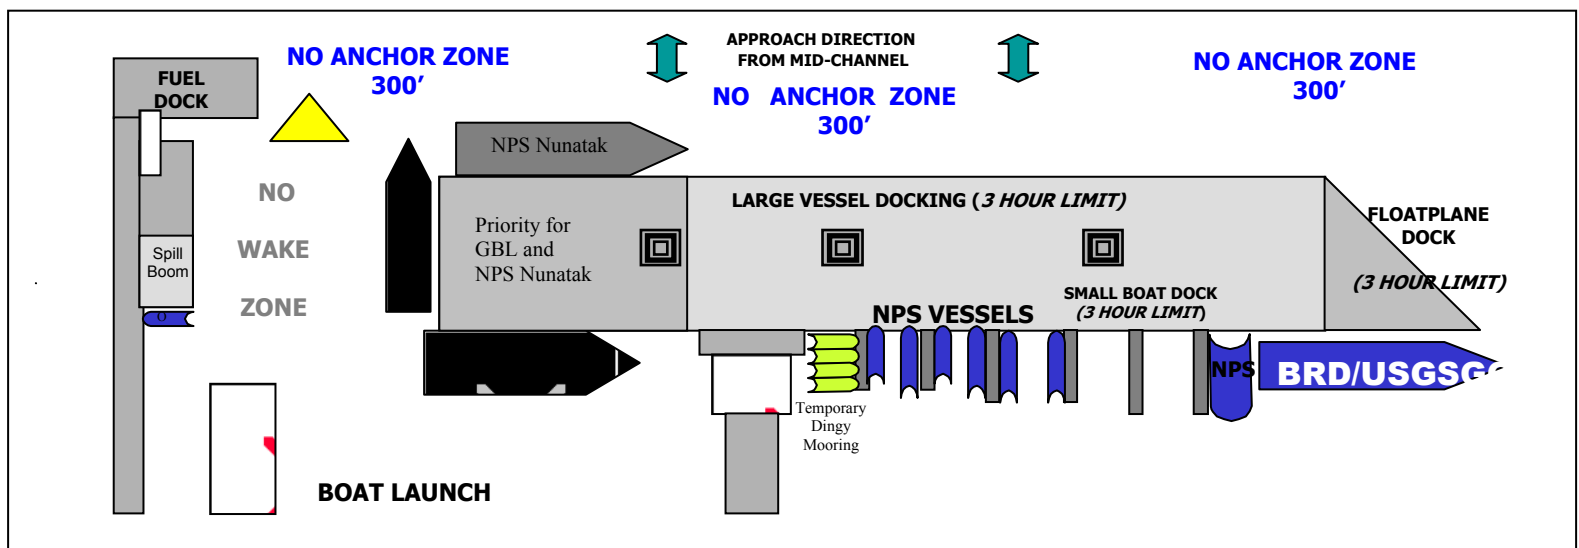 NO ANCHOR ZONE
300'
APPROACH DIRECTION
FROM MID-CHANNEL
NO ANCHOR ZONE
300'
NO ANCHOR ZONE
300'
FUEL
DOCK
NPS Nunatak
NO
WAKE
ZONE
Spill
Boom
O
Priority for
GBL and
NPS Nunatak
LARGE VESSEL DOCKING (3 HOUR LIMIT)
FLOATPLANE
DOCK
(3 HOUR LIMIT)
SMALL BOAT DOCK
(3 HOUR LIMIT)
NPS VESSELS
NPS
BRD/USGSGS
Temporary
Dingy
Mooring
BOAT LAUNCH